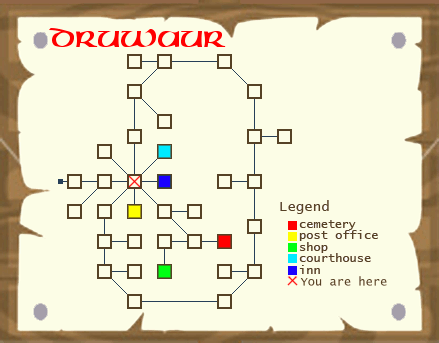 DRUWAUR
Legend
cemetery
post office
shop
courthouse
inn
You are here